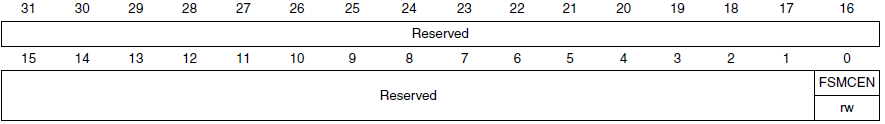 31 30 29 28 27 26 25 24 23 22 21 20 19 18 17 16
Reserved
15 14 13 12 11 10 9 8 7 6 5 4 3 2 1 0
Reserved
FSMCEN
rw